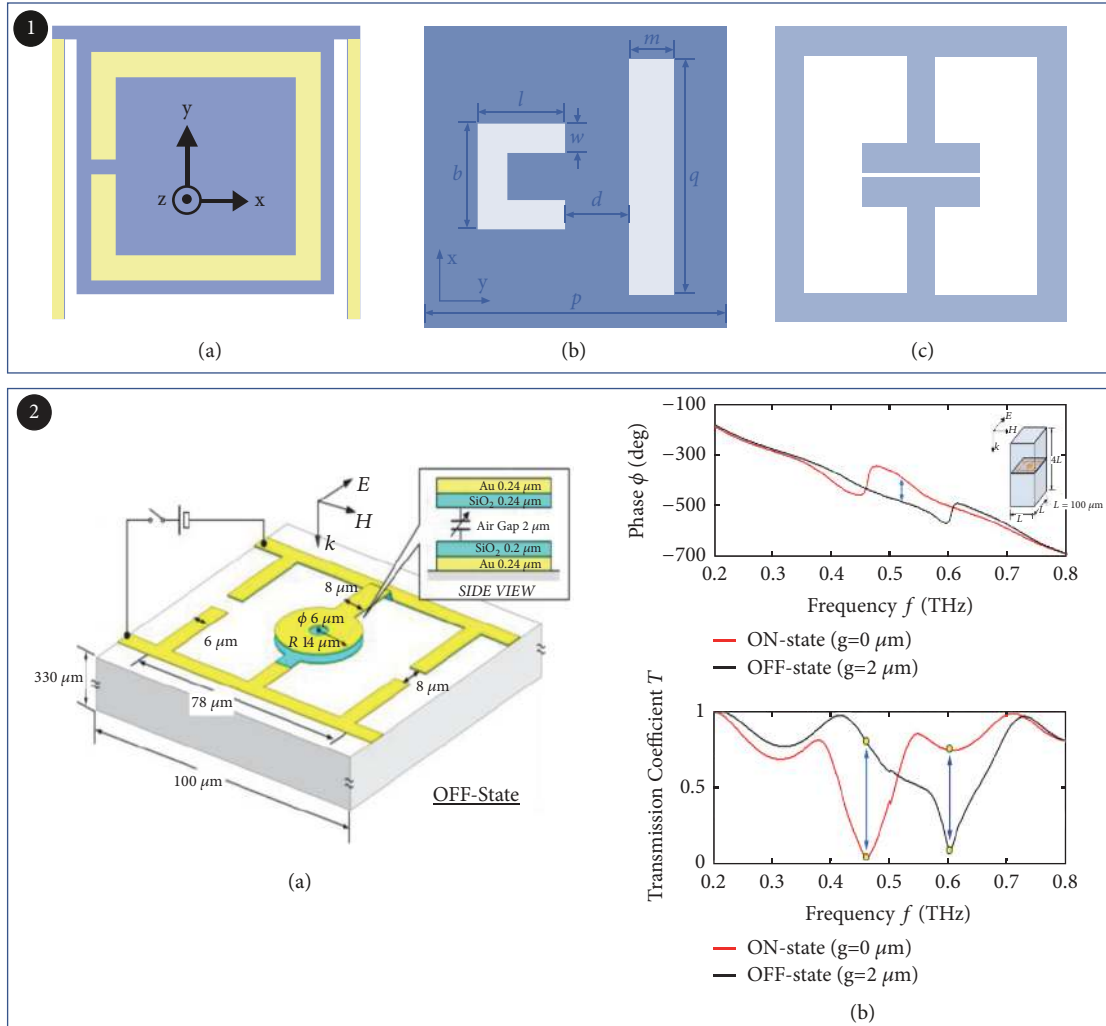 1
y
z
x
(a)
l
m
w
b
d
q
x
y
p
(b)
(c)
2
E
H
k
Au 0.24 μm
SiO₂ 0.24 μm
Air Gap 2 μm
SiO₂ 0.2 μm
Au 0.24 μm
SIDE VIEW
8 μm
ϕ 6 μm
R 14 μm
6 μm
8 μm
330 μm
78 μm
100 μm
OFF-State
(a)
Phase ϕ (deg)
−100
−300
−500
−700
E
H
k
4L
L
L
L = 100 μm
0.2 0.3 0.4 0.5 0.6 0.7 0.8
Frequency f (THz)
ON-state (g=0 μm)
OFF-state (g=2 μm)
Transmission Coefficient T
1
0.5
0
0.2 0.3 0.4 0.5 0.6 0.7 0.8
Frequency f (THz)
ON-state (g=0 μm)
OFF-state (g=2 μm)
(b)